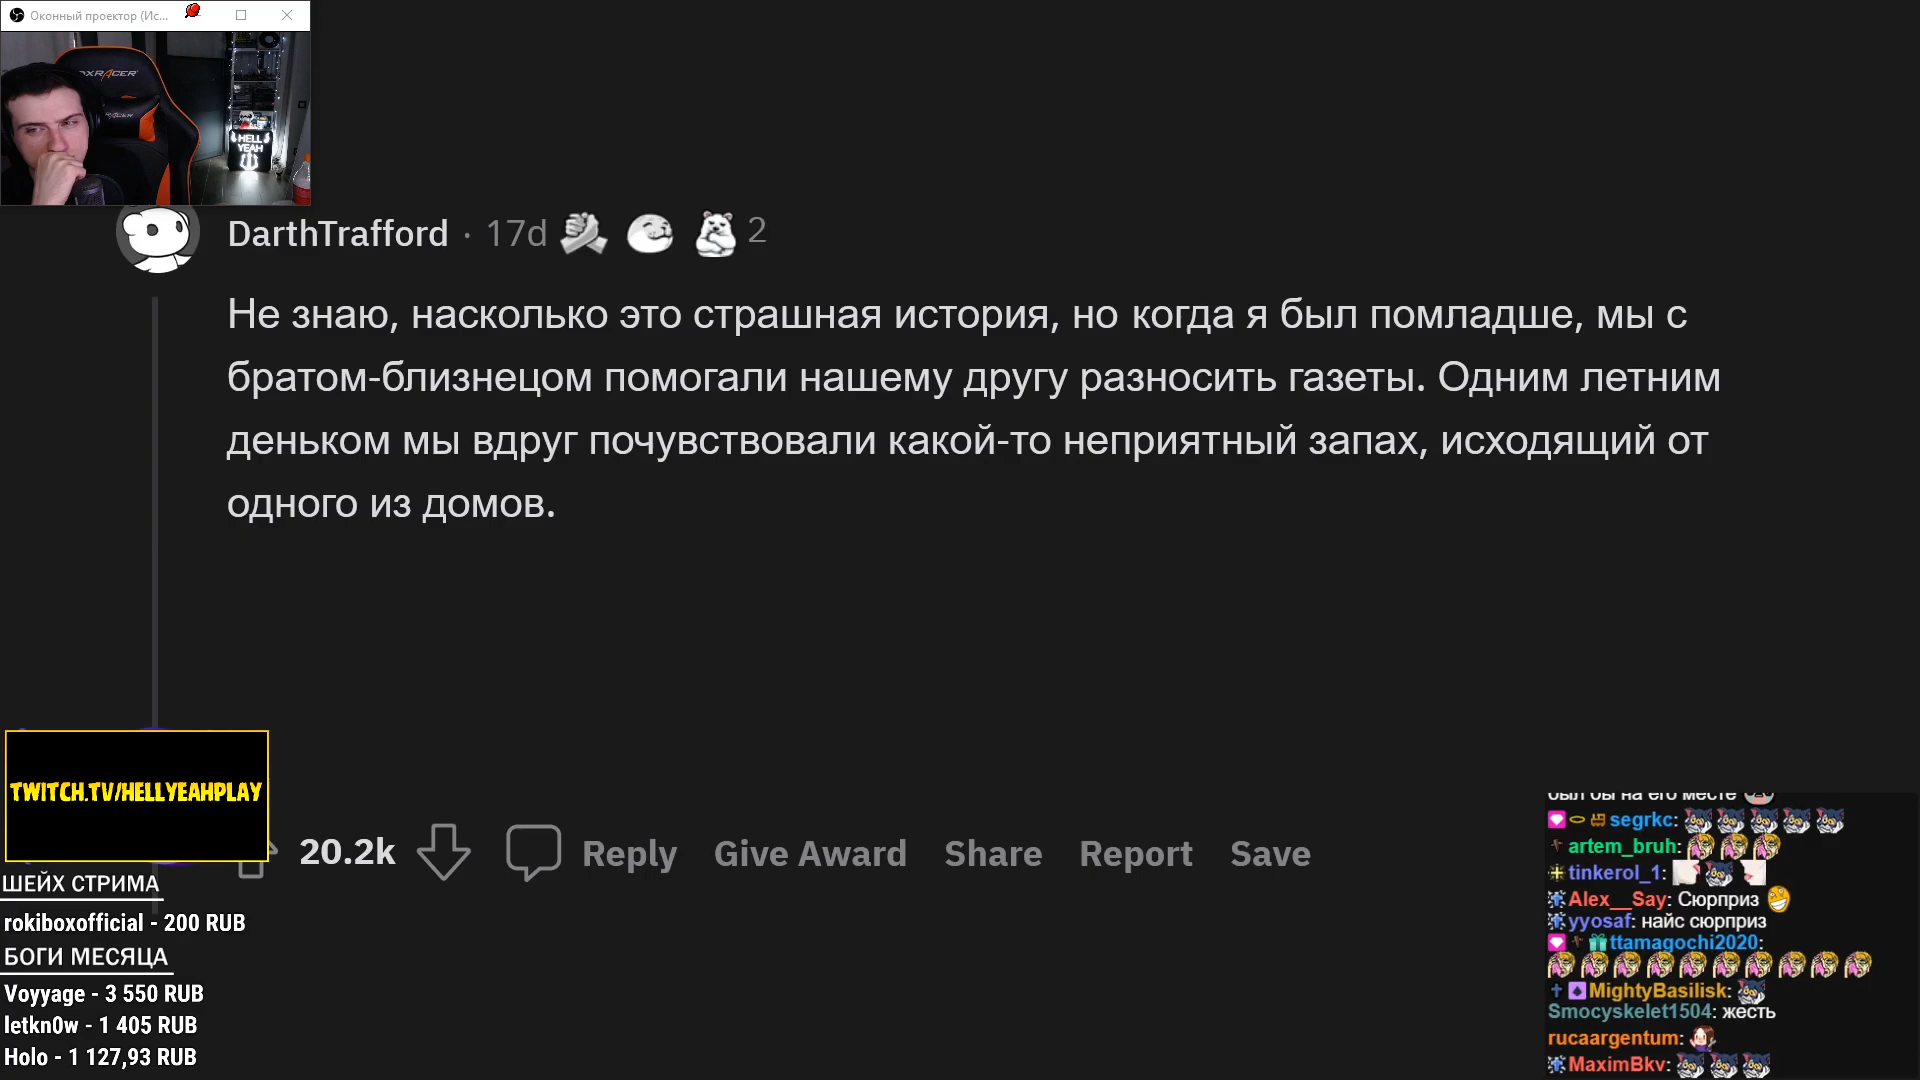 Оконный проектор (Ис...
DXRACER
HELL
YEAH
DarthTrafford · 17d 2
Не знаю, насколько это страшная история, но когда я был помладше, мы с
братом-близнецом помогали нашему другу разносить газеты. Одним летним
деньком мы вдруг почувствовали какой-то неприятный запах, исходящий от
одного из домов.
TWITCH.TV/HELLYEAHPLAY
20.2k Reply Give Award Share Report Save
ШЕЙХ СТРИМА
rokiboxofficial - 200 RUB
БОГИ МЕСЯЦА
Voyyage - 3 550 RUB
letkn0w - 1 405 RUB
Holo - 1 127,93 RUB
был бы на его месте
segrkc:
artem_bruh:
tinkerol_1:
Alex__Say: Сюрприз
yyosaf: найс сюрприз
ttamagochi2020:
MightyBasilisk:
Smocyskelet1504: жесть
rucaargentum:
MaximBkv: